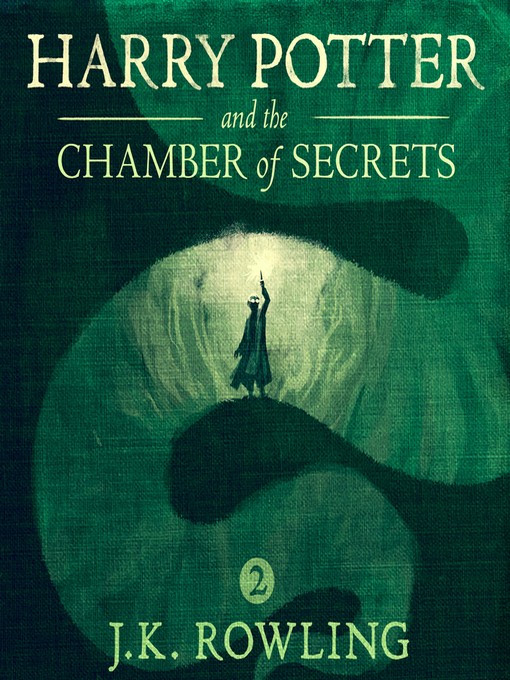 HARRY POTTER
and the
CHAMBER of SECRETS
2
J.K. ROWLING